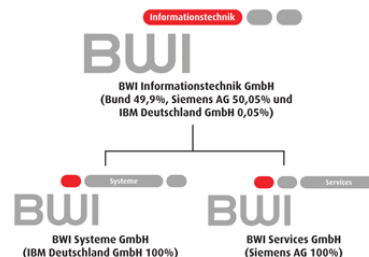 Informationstechnik
BWI
BWI Informationstechnik GmbH
(Bund 49,9%, Siemens AG 50,05% und
IBM Deutschland GmbH 0,05%)
Systeme
BWI
BWI Systeme GmbH
(IBM Deutschland GmbH 100%)
Services
BWI
BWI Services GmbH
(Siemens AG 100%)